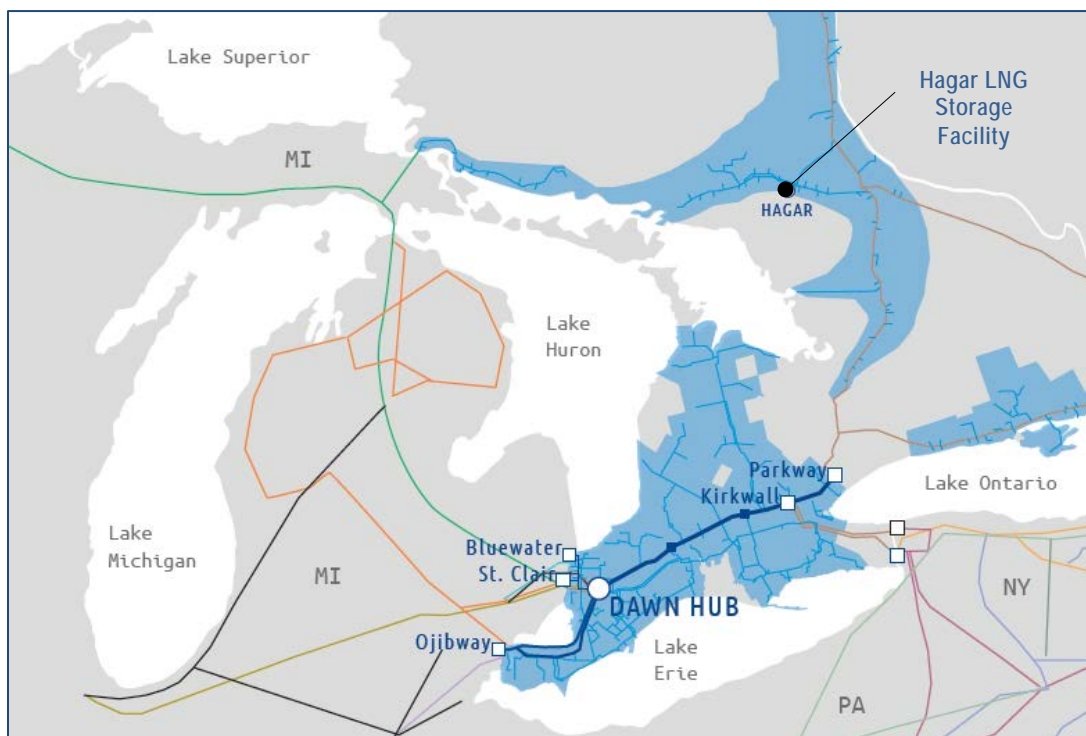 Lake Superior
Hagar LNG
Storage
Facility
MI
HAGAR
Lake
Huron
Parkway
Kirkwall
Lake Ontario
Lake
Michigan
Bluewater
MI
St. Clair
DAWN HUB
NY
Ojibway
Lake
Erie
PA